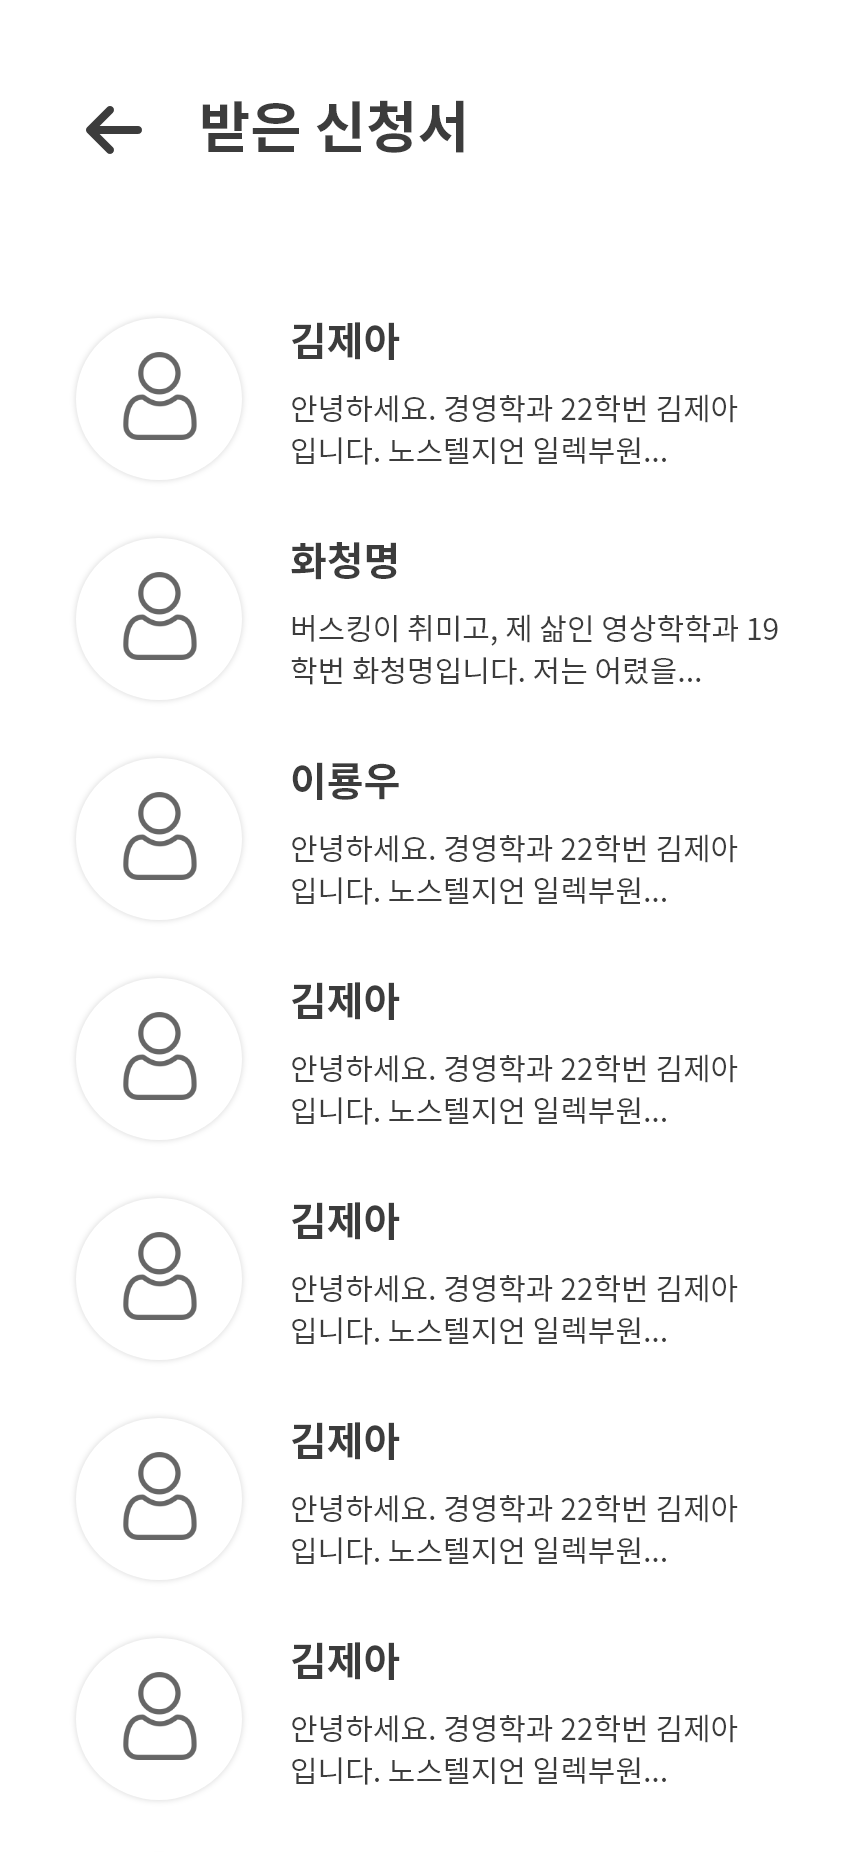 받은 신청서
김제아
안녕하세요. 경영학과 22학번 김제아
입니다. 노스텔지언 일렉부원...
화청명
버스킹이 취미고, 제 삶인 영상학학과 19
학번 화청명입니다. 저는 어렸을...
이룡우
안녕하세요. 경영학과 22학번 김제아
입니다. 노스텔지언 일렉부원...
김제아
안녕하세요. 경영학과 22학번 김제아
입니다. 노스텔지언 일렉부원...
김제아
안녕하세요. 경영학과 22학번 김제아
입니다. 노스텔지언 일렉부원...
김제아
안녕하세요. 경영학과 22학번 김제아
입니다. 노스텔지언 일렉부원...
김제아
안녕하세요. 경영학과 22학번 김제아
입니다. 노스텔지언 일렉부원...